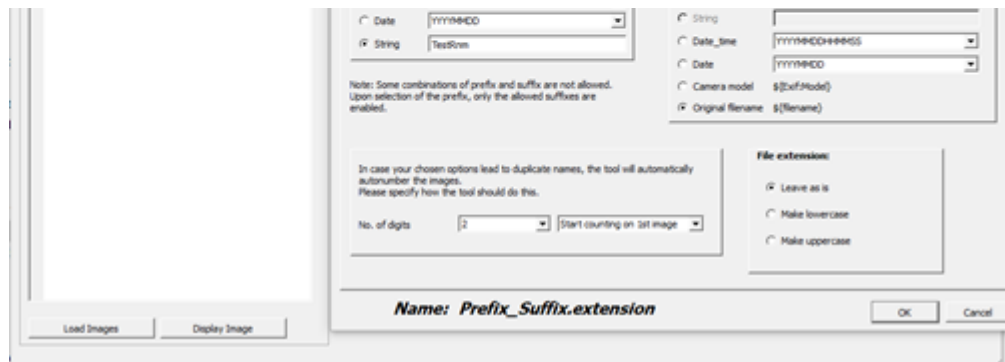 Date YYYYMMDD
String TestRnm
Note: Some combinations of prefix and suffix are not allowed.
Upon selection of the prefix, only the allowed suffixes are
enabled.
String
Date_time YYYYMMDDHHMMSS
Date YYYYMMDD
Camera model ${Exif:Model}
Original filename ${filename}
In case your chosen options lead to duplicate names, the tool will automatically
autonumber the images.
Please specify how the tool should do this.
No. of digits 2 Start counting on 1st image
File extension:
Leave as is
Make lowercase
Make uppercase
Name: Prefix_Suffix.extension
Load Images Display Image
OK Cancel